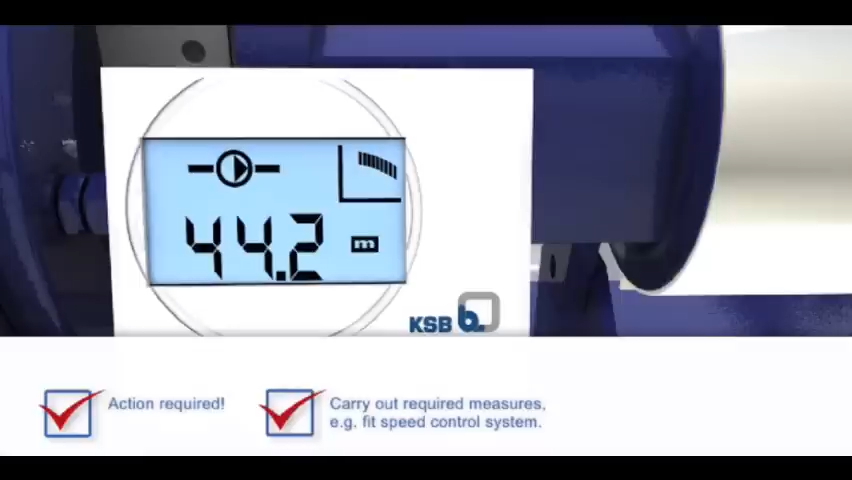 44.2 m
KSB b.
Action required!
Carry out required measures,
e.g. fit speed control system.